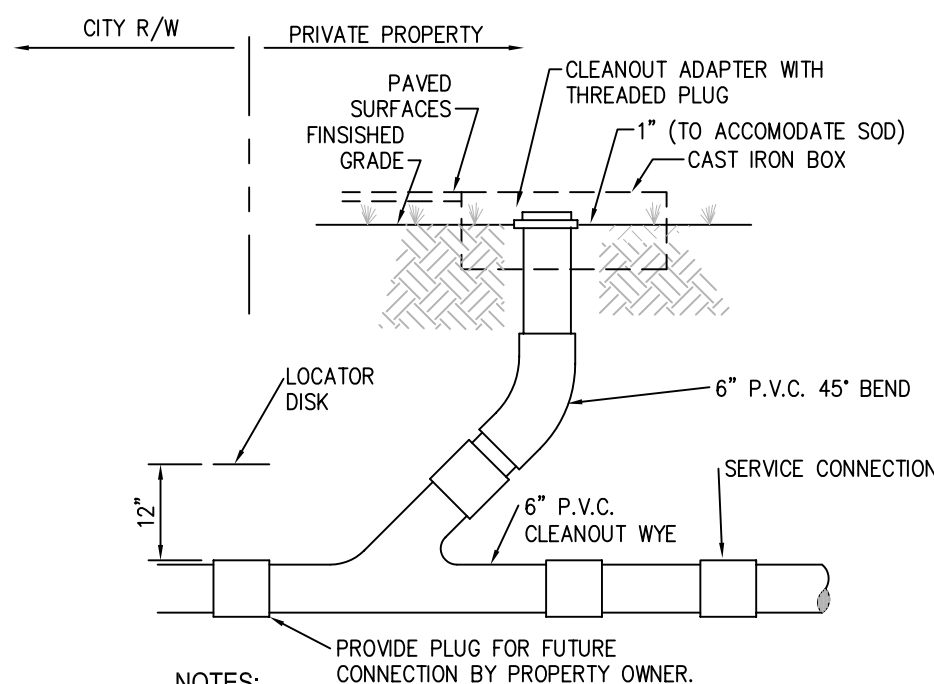 CITY R/W
PRIVATE PROPERTY
PAVED
SURFACES
FINSISHED
GRADE
CLEANOUT ADAPTER WITH
THREADED PLUG
1" (TO ACCOMODATE SOD)
CAST IRON BOX
LOCATOR
DISK
6" P.V.C. 45° BEND
SERVICE CONNECTION
12"
6" P.V.C.
CLEANOUT WYE
PROVIDE PLUG FOR FUTURE
CONNECTION BY PROPERTY OWNER.
NOTES: